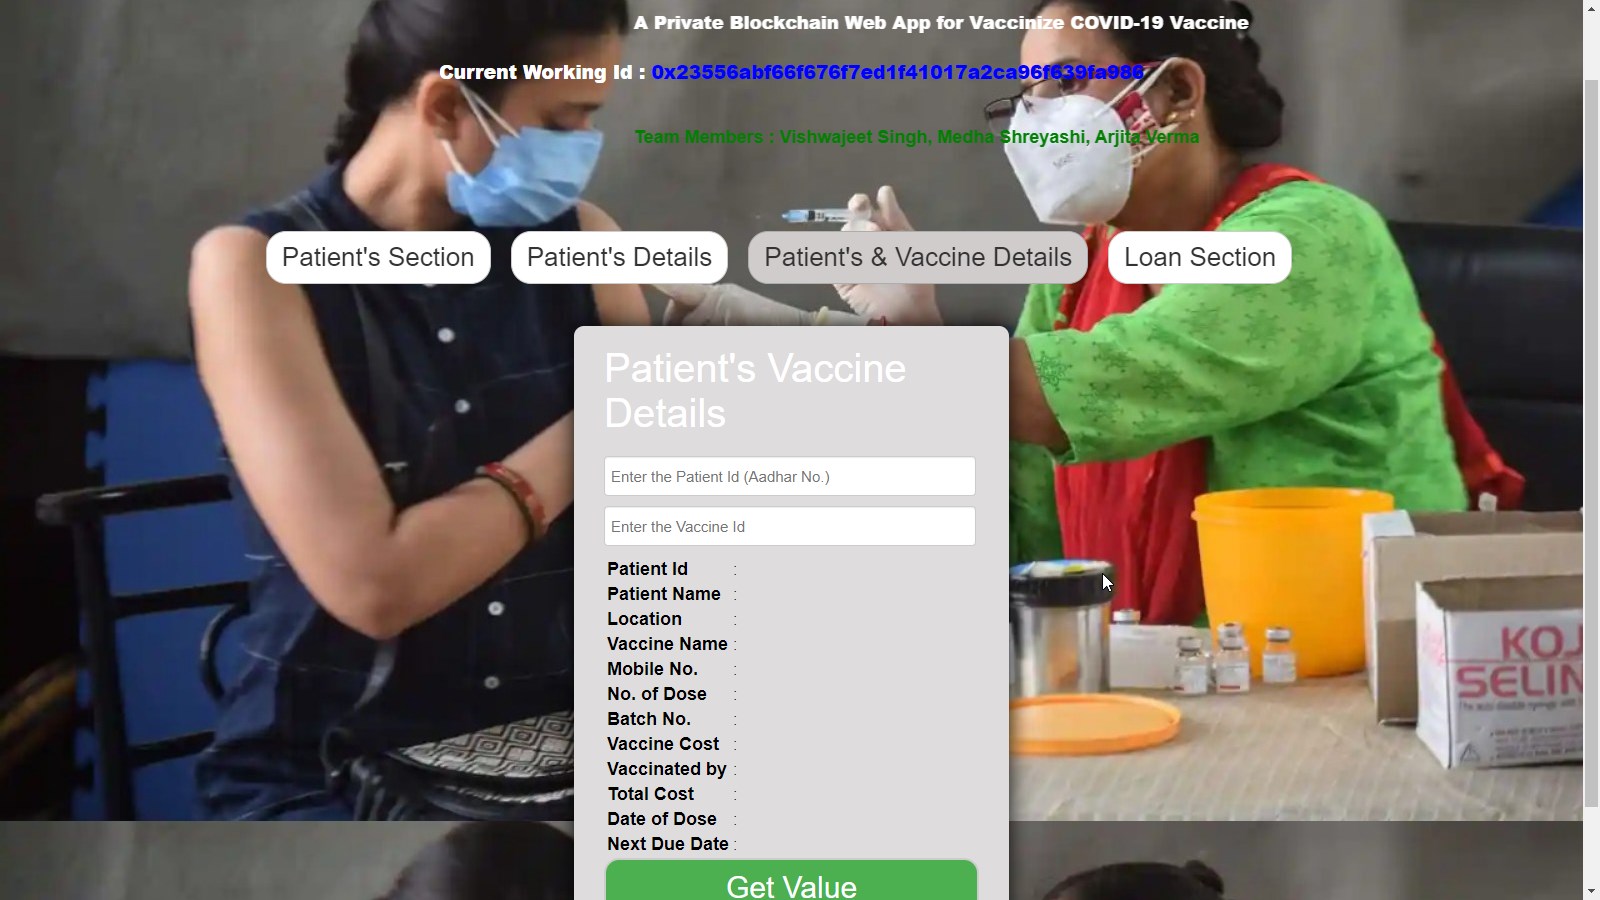 A Private Blockchain Web App for Vaccinize COVID-19 Vaccine
Current Working Id : 0x23556abf66f676f7ed1f41017a2ca96f639fa986
Team Members : Vishwajeet Singh, Medha Shreyashi, Arjita Verma
Patient's Section
Patient's Details
Patient's & Vaccine Details
Loan Section
Patient's Vaccine
Details
Enter the Patient Id (Aadhar No.)
Enter the Vaccine Id
Patient Id :
Patient Name :
Location :
Vaccine Name :
Mobile No. :
No. of Dose :
Batch No. :
Vaccine Cost :
Vaccinated by :
Total Cost :
Date of Dose :
Next Due Date :
Get Value
KOJ
SELIN